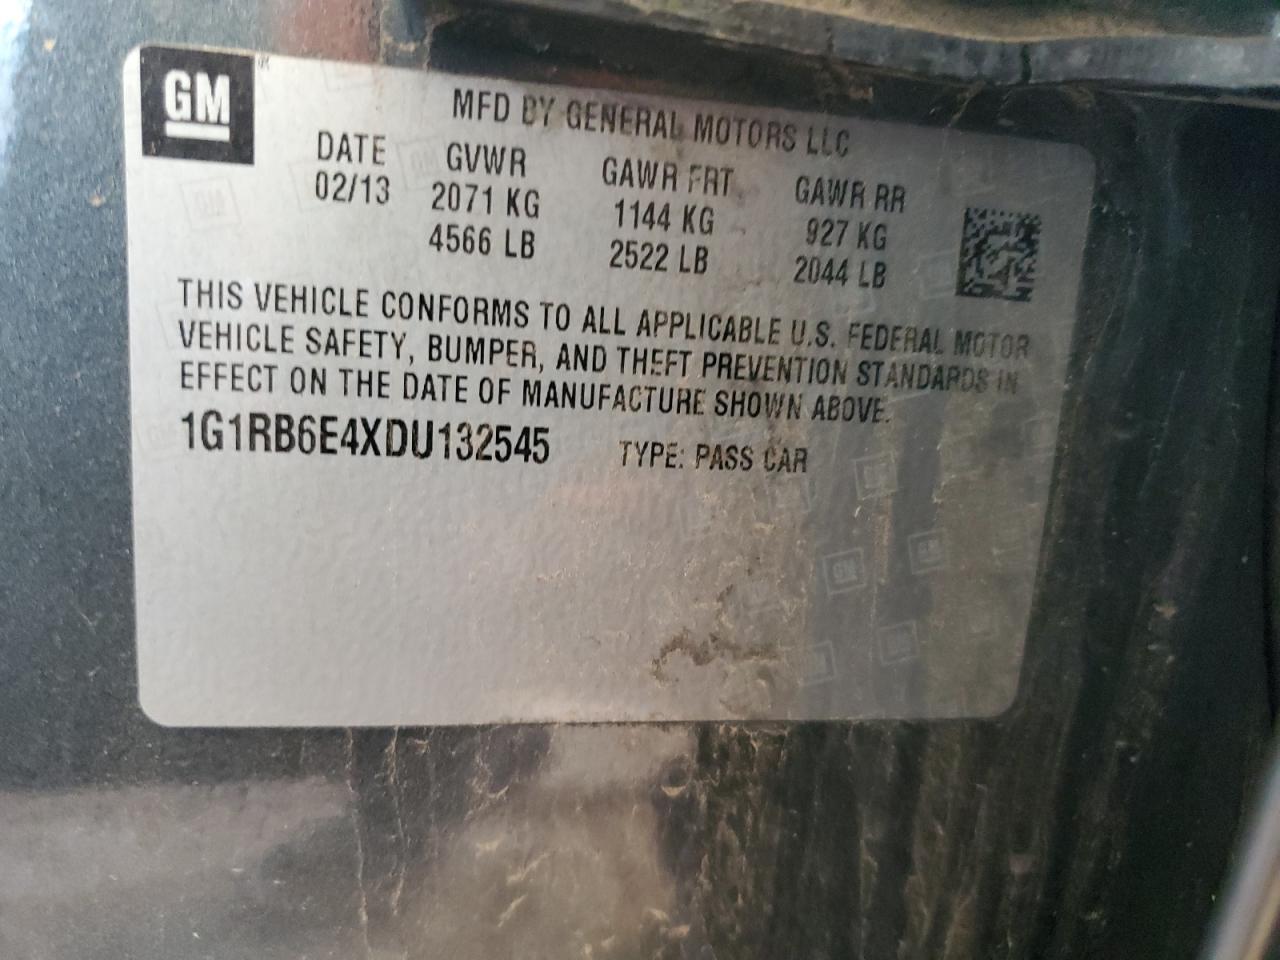 GM
MFD BY GENERAL MOTORS LLC
DATE GVWR GAWR FRT GAWR RR
02/13 2071 KG 1144 KG 927 KG
4566 LB 2522 LB 2044 LB
THIS VEHICLE CONFORMS TO ALL APPLICABLE U.S. FEDERAL MOTOR
VEHICLE SAFETY, BUMPER, AND THEFT PREVENTION STANDARDS IN
EFFECT ON THE DATE OF MANUFACTURE SHOWN ABOVE.
1G1RB6E4XDU132545 TYPE: PASS CAR